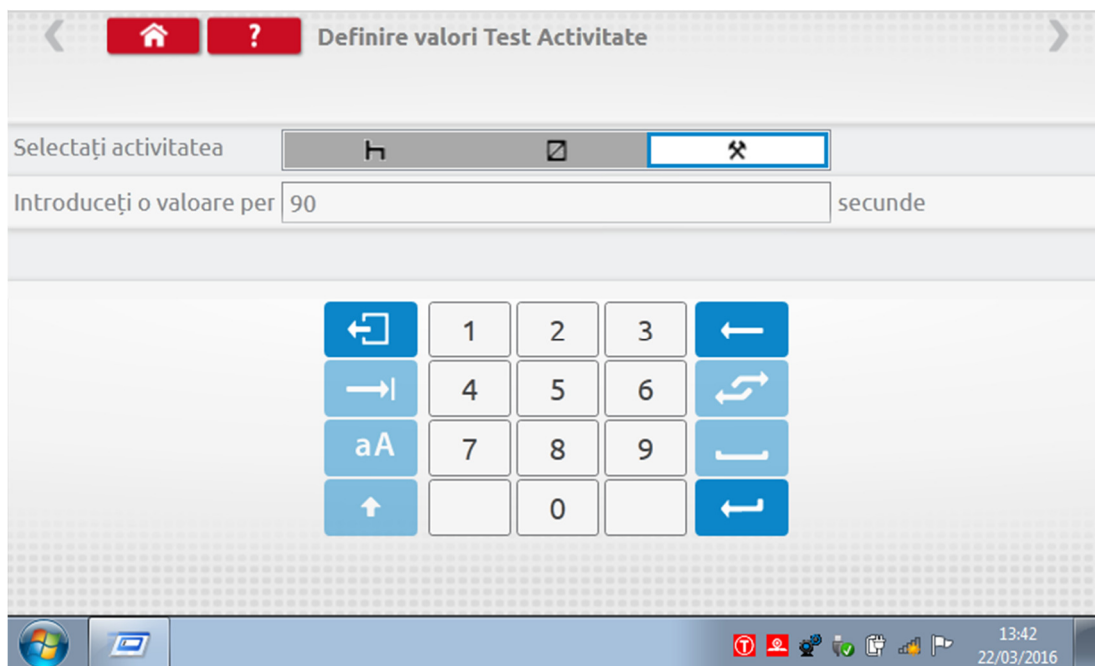 ? Definire valori Test Activitate
Selectați activitatea
Introduceți o valoare per 90 secunde
1 2 3
4 5 6
aA 7 8 9
0
13:42
22/03/2016